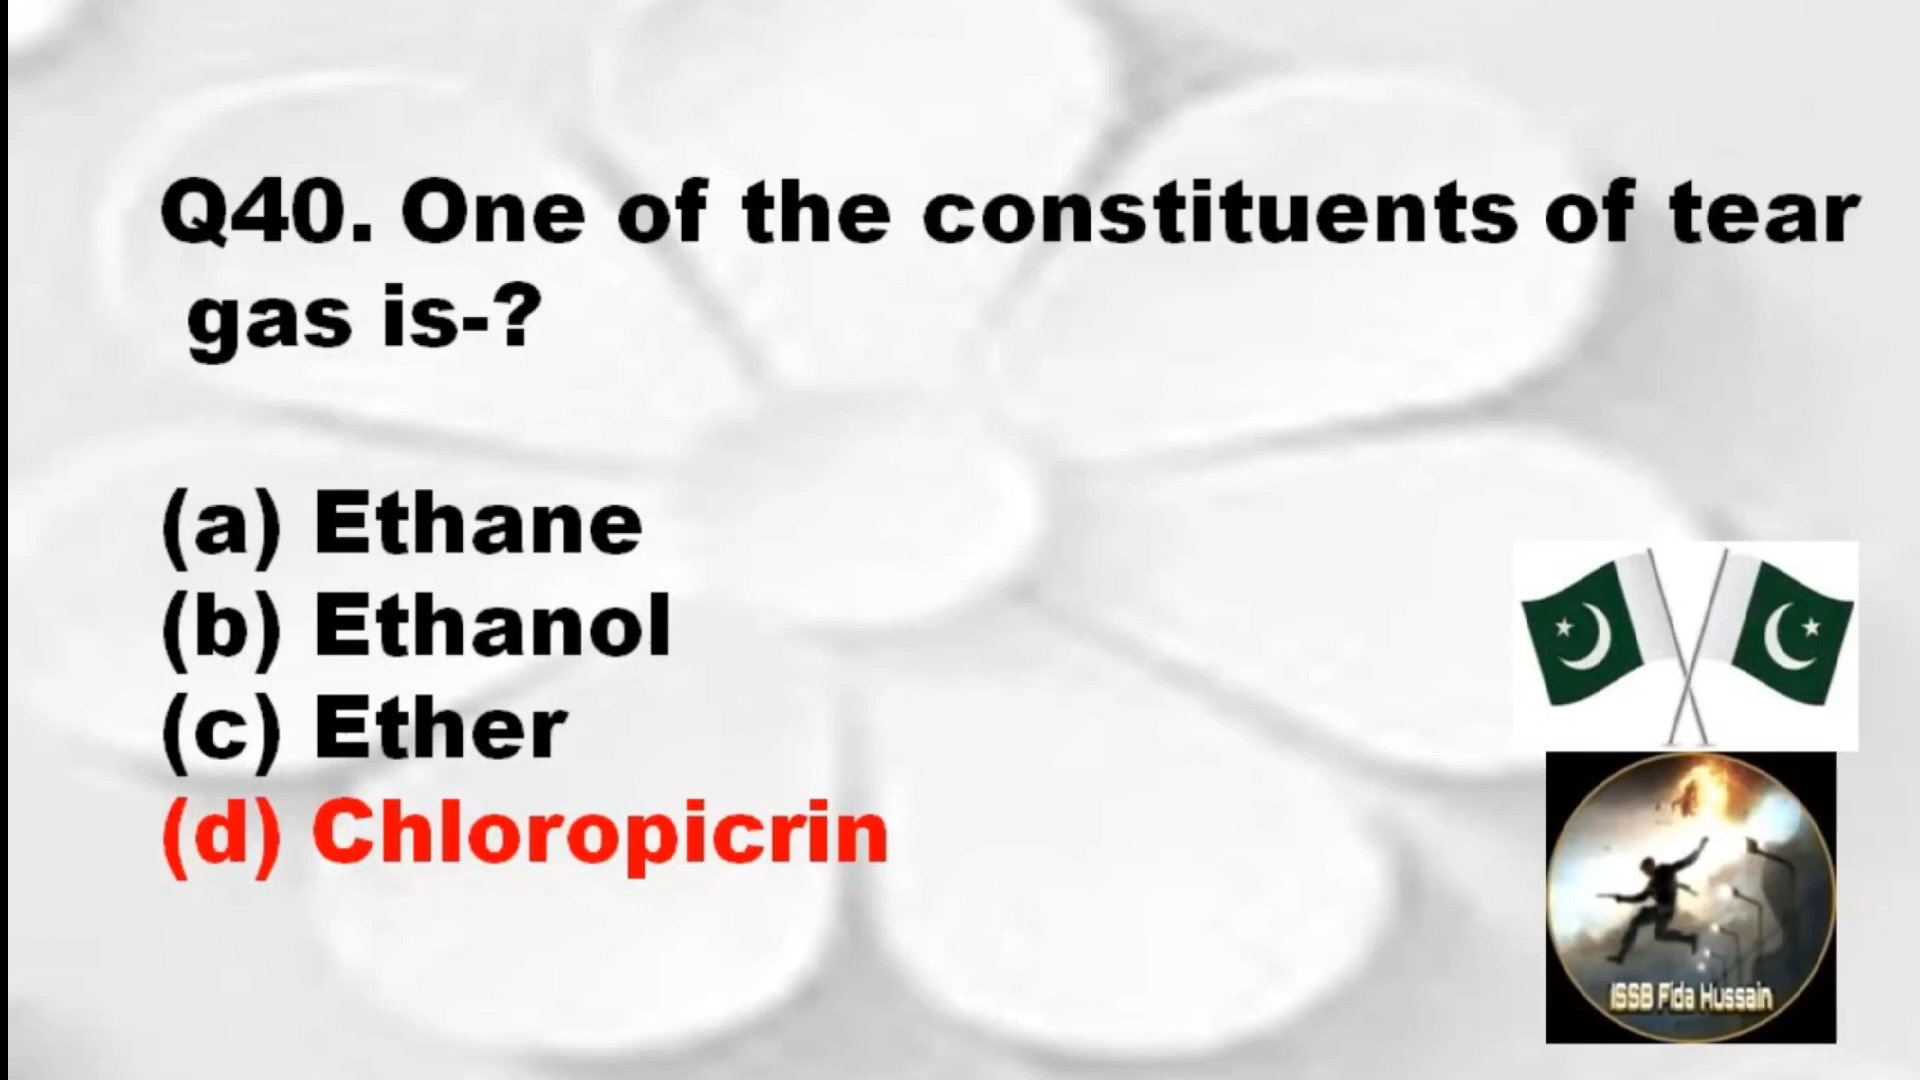 Q40. One of the constituents of tear
gas is-?
(a) Ethane
(b) Ethanol
(c) Ether
(d) Chloropicrin
ISSB Fida Hussain